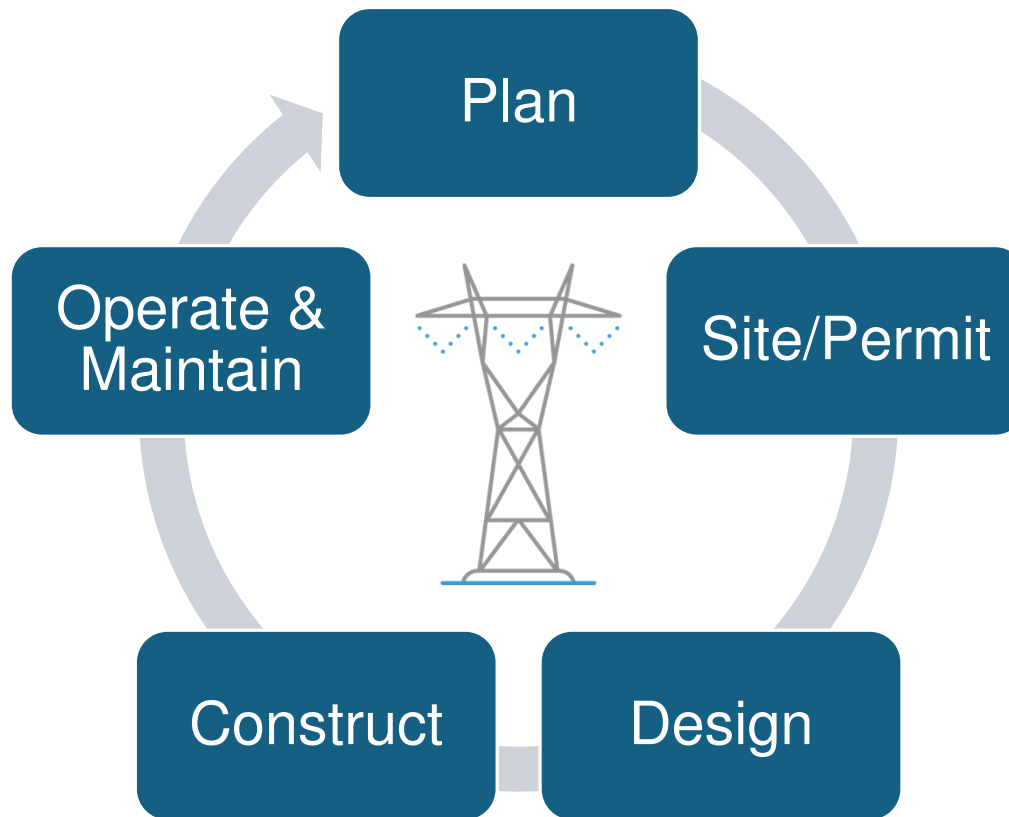 Plan
Site/Permit
Design
Construct
Operate &
Maintain